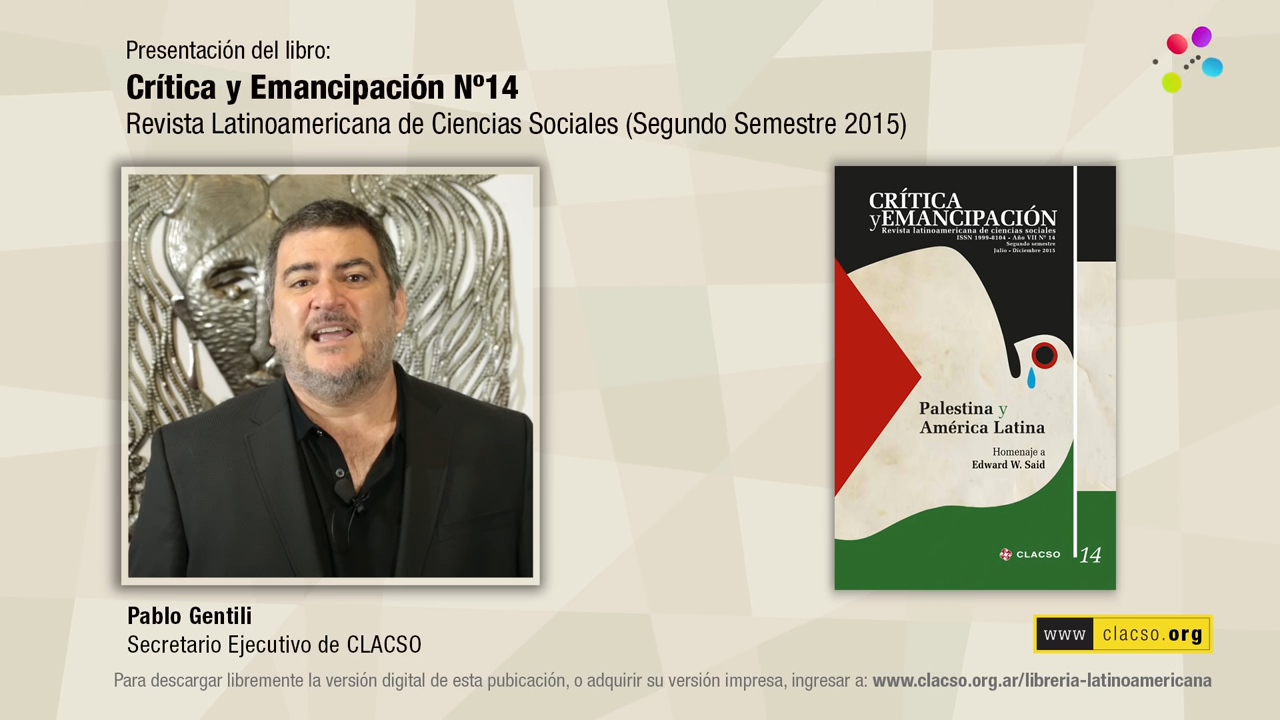 Presentación del libro:
Crítica y Emancipación Nº14
Revista Latinoamericana de Ciencias Sociales (Segundo Semestre 2015)
CRÍTICA
yEMANCIPACIÓN
Revista latinoamericana de ciencias sociales
ISSN 1999-8104 - Año VII Nº 14
Segundo semestre
Julio - Diciembre 2015
Palestina y
América Latina
Homenaje a
Edward W. Said
CLACSO
14
Pablo Gentili
Secretario Ejecutivo de CLACSO
www clacso.org
Para descargar libremente la versión digital de esta pubicación, o adquirir su versión impresa, ingresar a: www.clacso.org.ar/libreria-latinoamericana